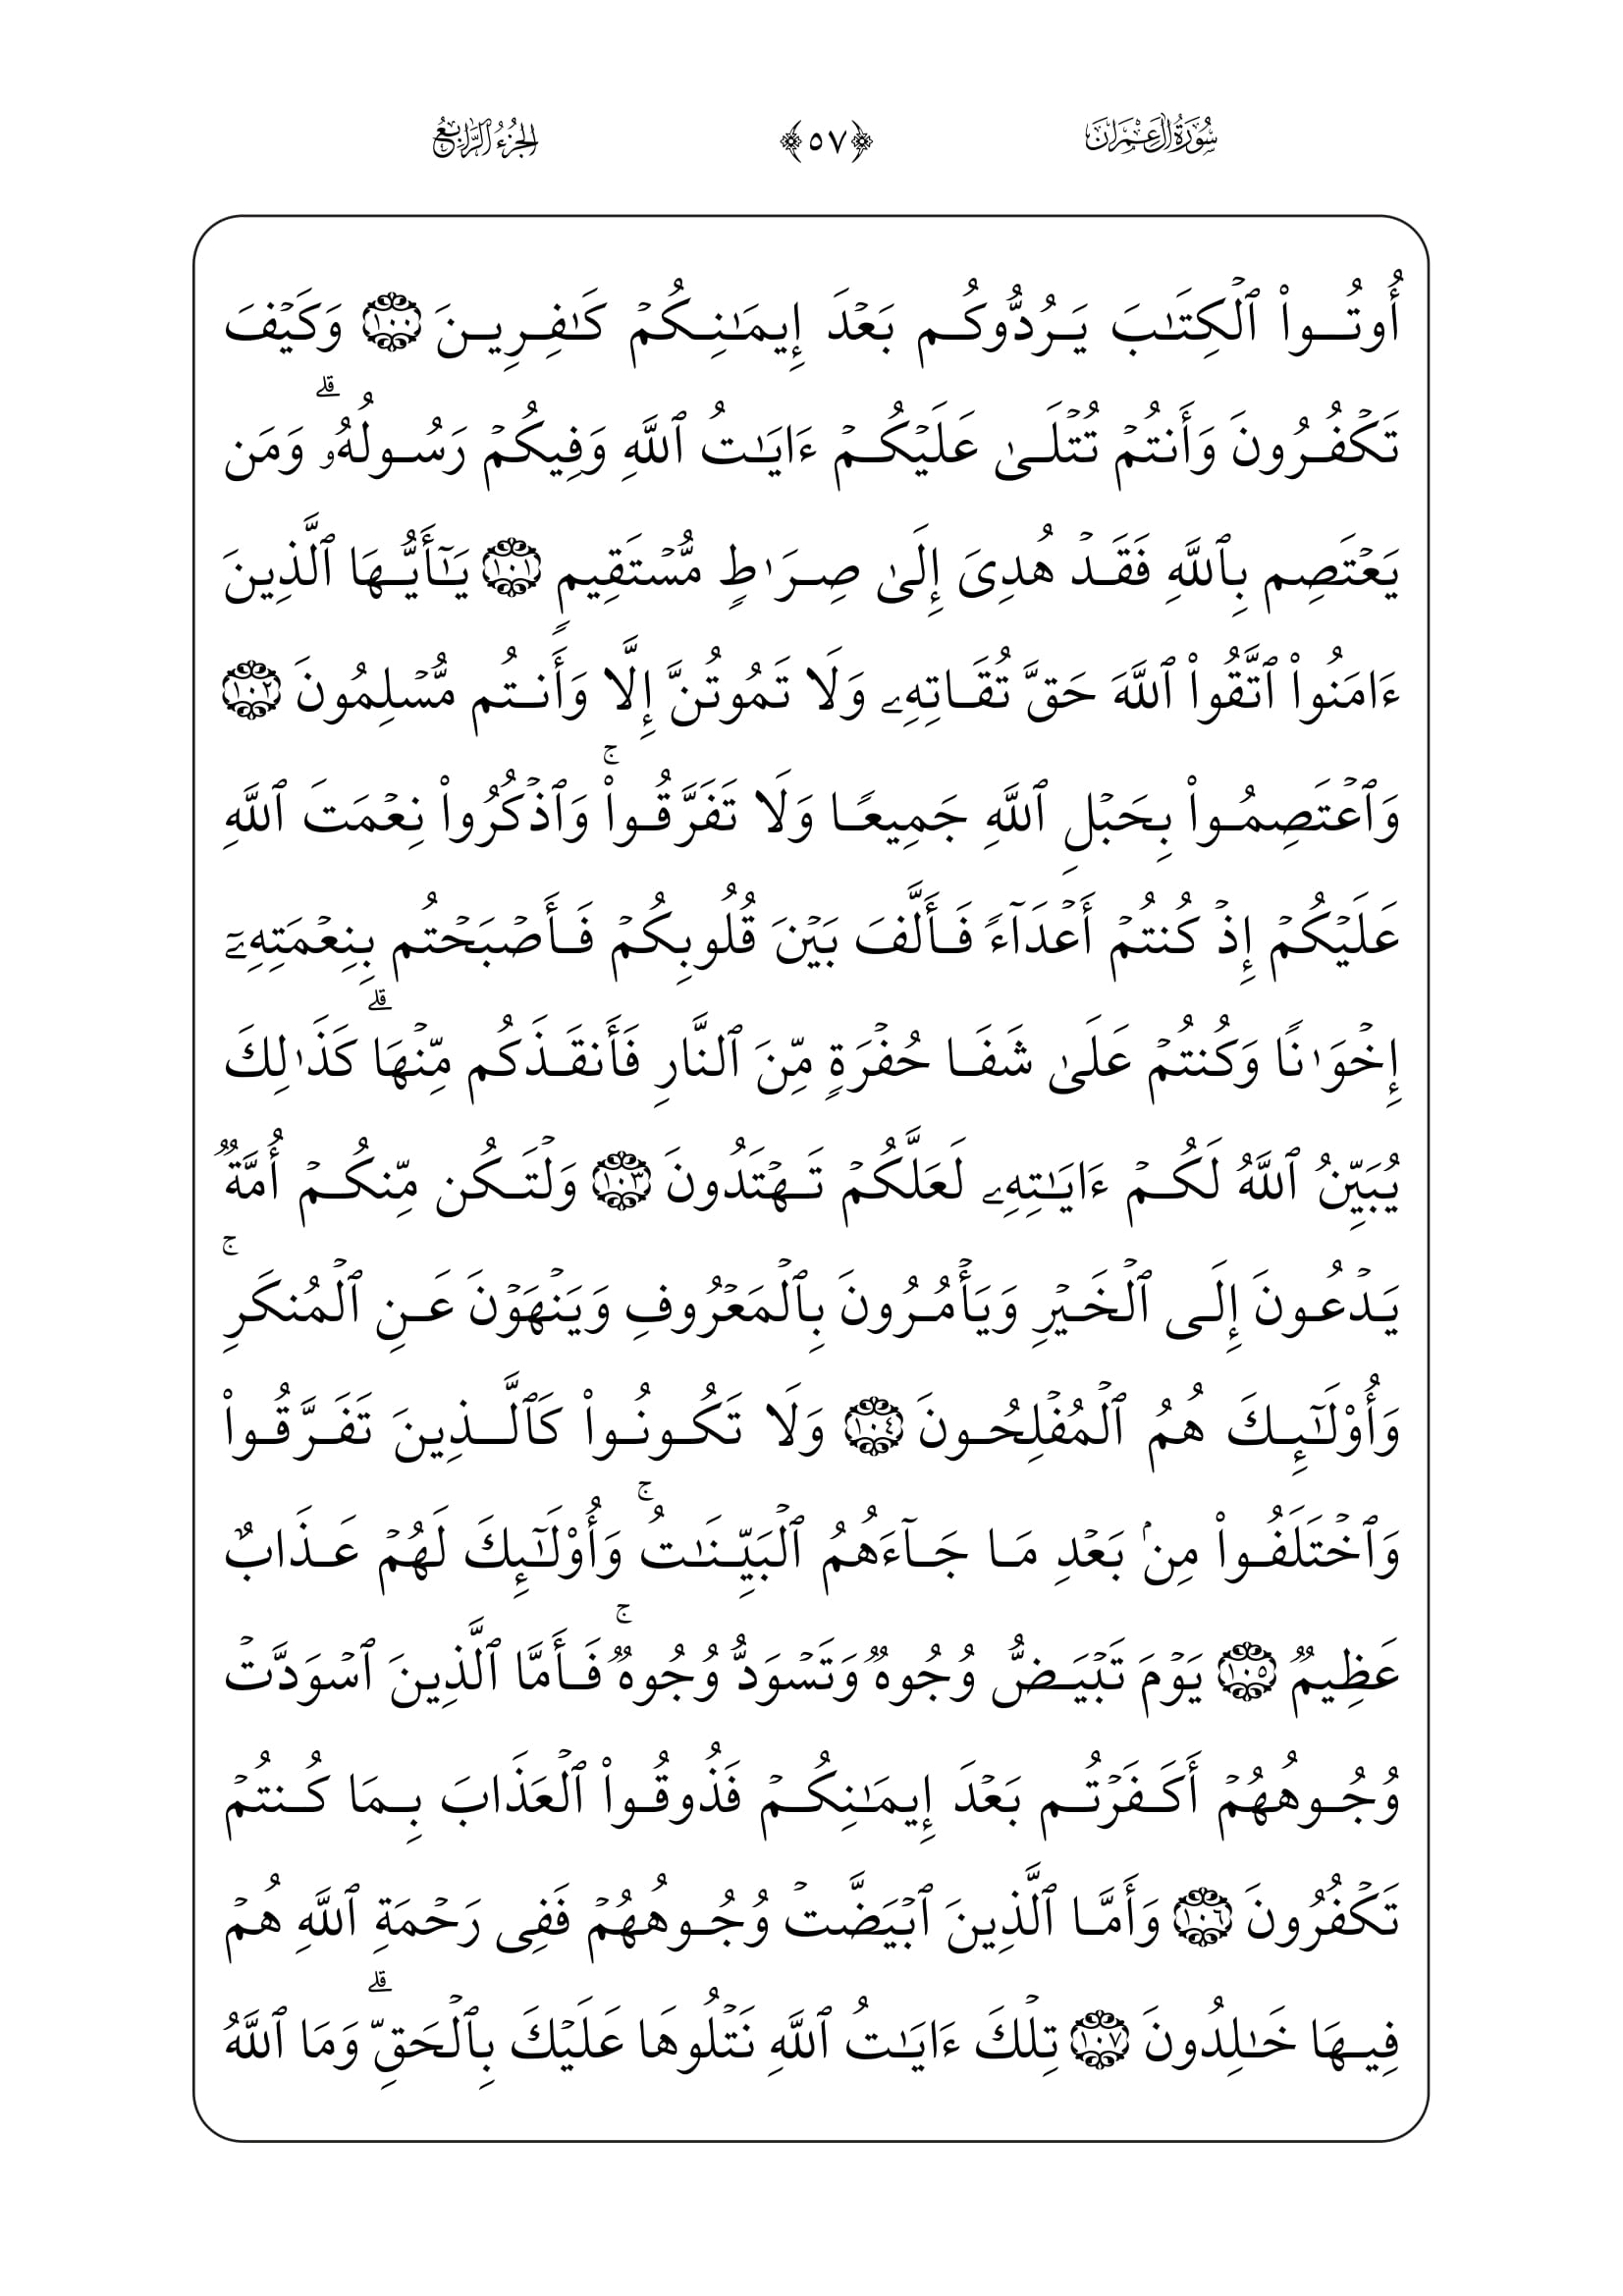 سُورَةُ آلِ عِمْرَانَ
﴿٥٧﴾
الجُزْءُ الرَّابِعُ
أُوتُوا۟ ٱلْكِتَـٰبَ يَرُدُّوكُم بَعْدَ إِيمَـٰنِكُمْ كَـٰفِرِينَ ١٠٠ وَكَيْفَ
تَكْفُرُونَ وَأَنتُمْ تُتْلَىٰ عَلَيْكُمْ ءَايَـٰتُ ٱللَّهِ وَفِيكُمْ رَسُولُهُۥ ۗ وَمَن
يَعْتَصِم بِٱللَّهِ فَقَدْ هُدِىَ إِلَىٰ صِرَٰطٍ مُّسْتَقِيمٍ ١٠١ يَـٰٓأَيُّهَا ٱلَّذِينَ
ءَامَنُوا۟ ٱتَّقُوا۟ ٱللَّهَ حَقَّ تُقَاتِهِۦ وَلَا تَمُوتُنَّ إِلَّا وَأَنتُم مُّسْلِمُونَ ١٠٢
وَٱعْتَصِمُوا۟ بِحَبْلِ ٱللَّهِ جَمِيعًا وَلَا تَفَرَّقُوا۟ ۚ وَٱذْكُرُوا۟ نِعْمَتَ ٱللَّهِ
عَلَيْكُمْ إِذْ كُنتُمْ أَعْدَآءً فَأَلَّفَ بَيْنَ قُلُوبِكُمْ فَأَصْبَحْتُم بِنِعْمَتِهِۦٓ
إِخْوَٰنًا وَكُنتُمْ عَلَىٰ شَفَا حُفْرَةٍ مِّنَ ٱلنَّارِ فَأَنقَذَكُم مِّنْهَا ۗ كَذَٰلِكَ
يُبَيِّنُ ٱللَّهُ لَكُمْ ءَايَـٰتِهِۦ لَعَلَّكُمْ تَهْتَدُونَ ١٠٣ وَلْتَكُن مِّنكُمْ أُمَّةٌ
يَدْعُونَ إِلَى ٱلْخَيْرِ وَيَأْمُرُونَ بِٱلْمَعْرُوفِ وَيَنْهَوْنَ عَنِ ٱلْمُنكَرِ ۚ
وَأُو۟لَـٰٓئِكَ هُمُ ٱلْمُفْلِحُونَ ١٠٤ وَلَا تَكُونُوا۟ كَٱلَّذِينَ تَفَرَّقُوا۟
وَٱخْتَلَفُوا۟ مِنۢ بَعْدِ مَا جَآءَهُمُ ٱلْبَيِّنَـٰتُ ۚ وَأُو۟لَـٰٓئِكَ لَهُمْ عَذَابٌ
عَظِيمٌ ١٠٥ يَوْمَ تَبْيَضُّ وُجُوهٌ وَتَسْوَدُّ وُجُوهٌ ۚ فَأَمَّا ٱلَّذِينَ ٱسْوَدَّتْ
وُجُوهُهُمْ أَكَفَرْتُم بَعْدَ إِيمَـٰنِكُمْ فَذُوقُوا۟ ٱلْعَذَابَ بِمَا كُنتُمْ
تَكْفُرُونَ ١٠٦ وَأَمَّا ٱلَّذِينَ ٱبْيَضَّتْ وُجُوهُهُمْ فَفِى رَحْمَةِ ٱللَّهِ هُمْ
فِيهَا خَـٰلِدُونَ ١٠٧ تِلْكَ ءَايَـٰتُ ٱللَّهِ نَتْلُوهَا عَلَيْكَ بِٱلْحَقِّ ۗ وَمَا ٱللَّهُ